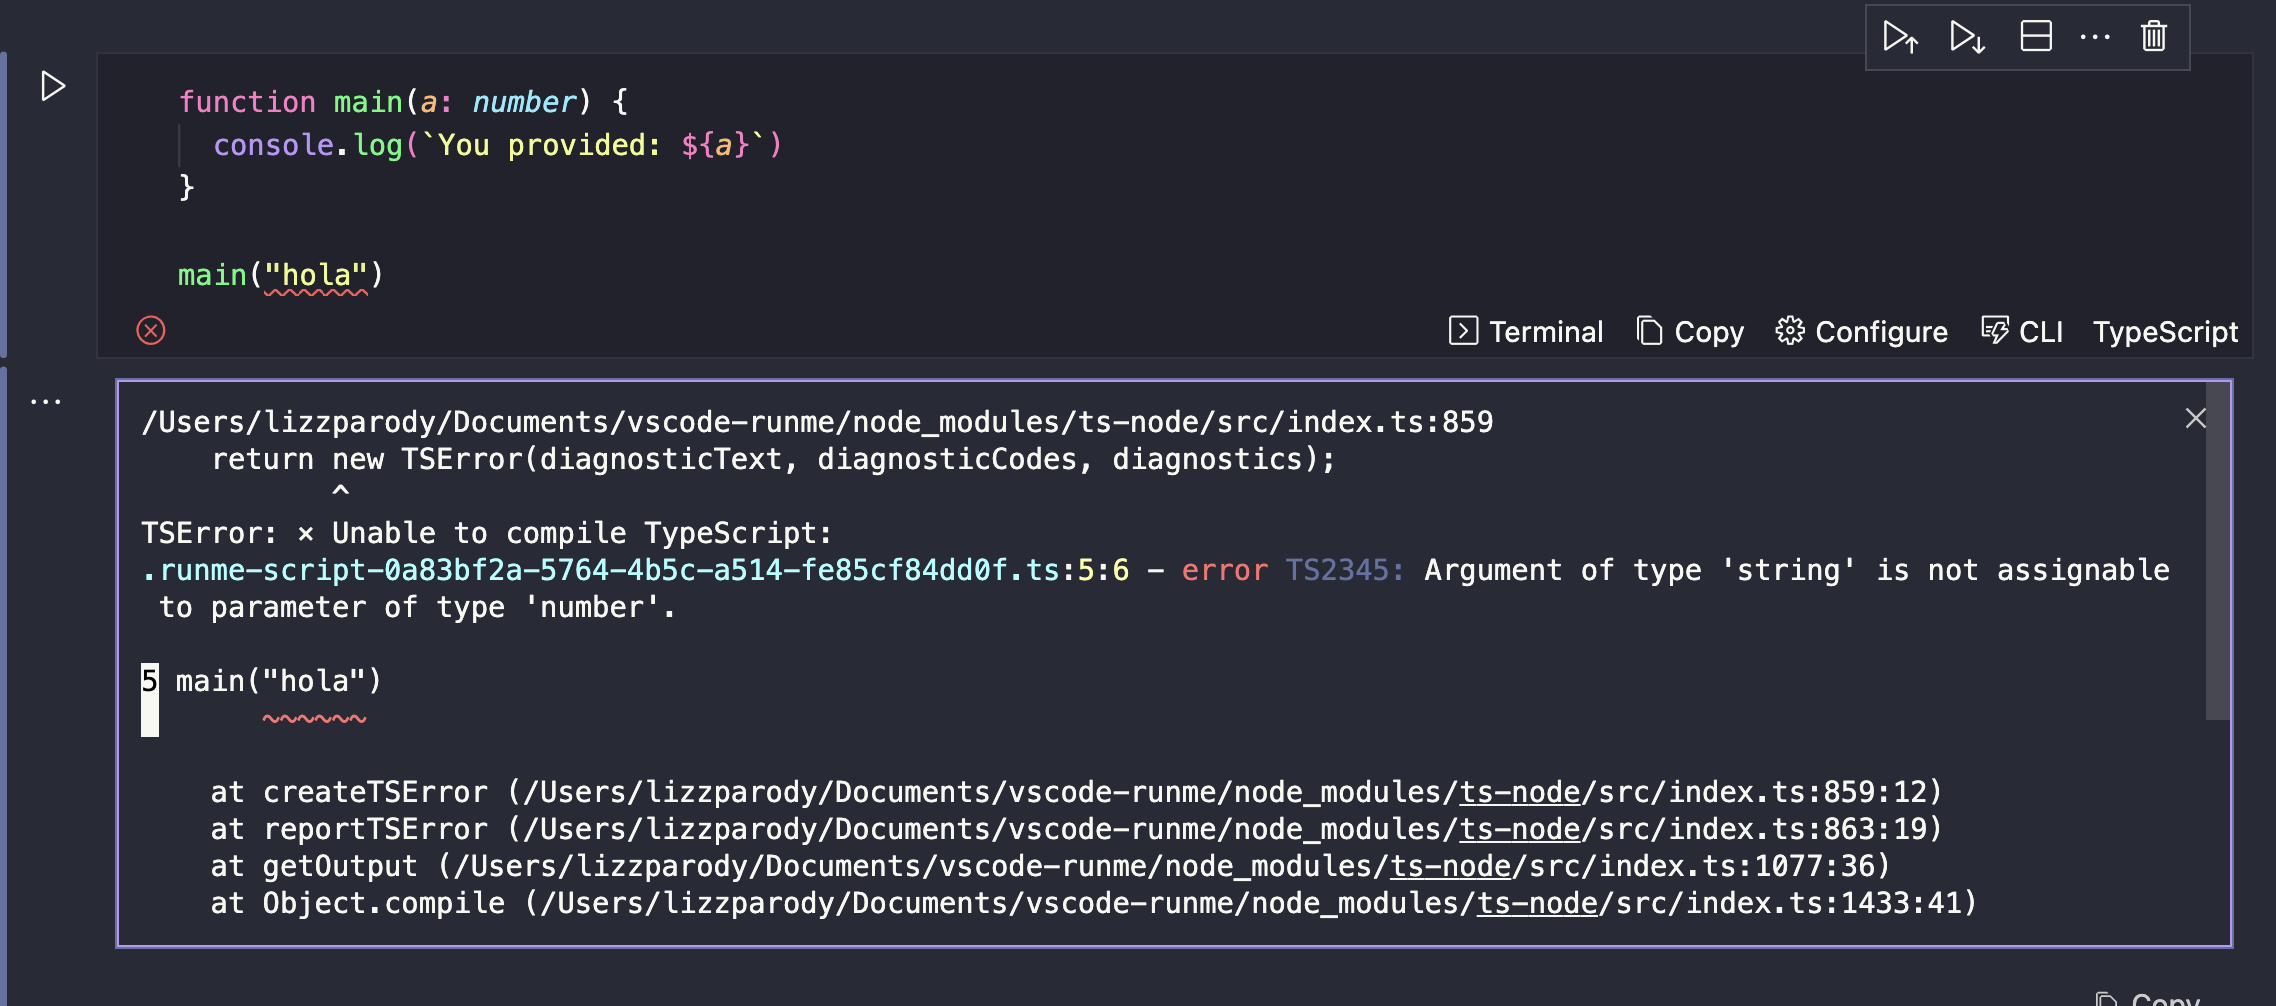 function main(a: number) {
  console.log(`You provided: ${a}`)
}
main("hola")
Terminal Copy Configure CLI TypeScript
/Users/lizzparody/Documents/vscode-runme/node_modules/ts-node/src/index.ts:859
    return new TSError(diagnosticText, diagnosticCodes, diagnostics);
           ^
TSError: ⨯ Unable to compile TypeScript:
.runme-script-0a83bf2a-5764-4b5c-a514-fe85cf84dd0f.ts:5:6 - error TS2345: Argument of type 'string' is not assignable
 to parameter of type 'number'.
5 main("hola")
       ~~~~~~
    at createTSError (/Users/lizzparody/Documents/vscode-runme/node_modules/ts-node/src/index.ts:859:12)
    at reportTSError (/Users/lizzparody/Documents/vscode-runme/node_modules/ts-node/src/index.ts:863:19)
    at getOutput (/Users/lizzparody/Documents/vscode-runme/node_modules/ts-node/src/index.ts:1077:36)
    at Object.compile (/Users/lizzparody/Documents/vscode-runme/node_modules/ts-node/src/index.ts:1433:41)
Copy